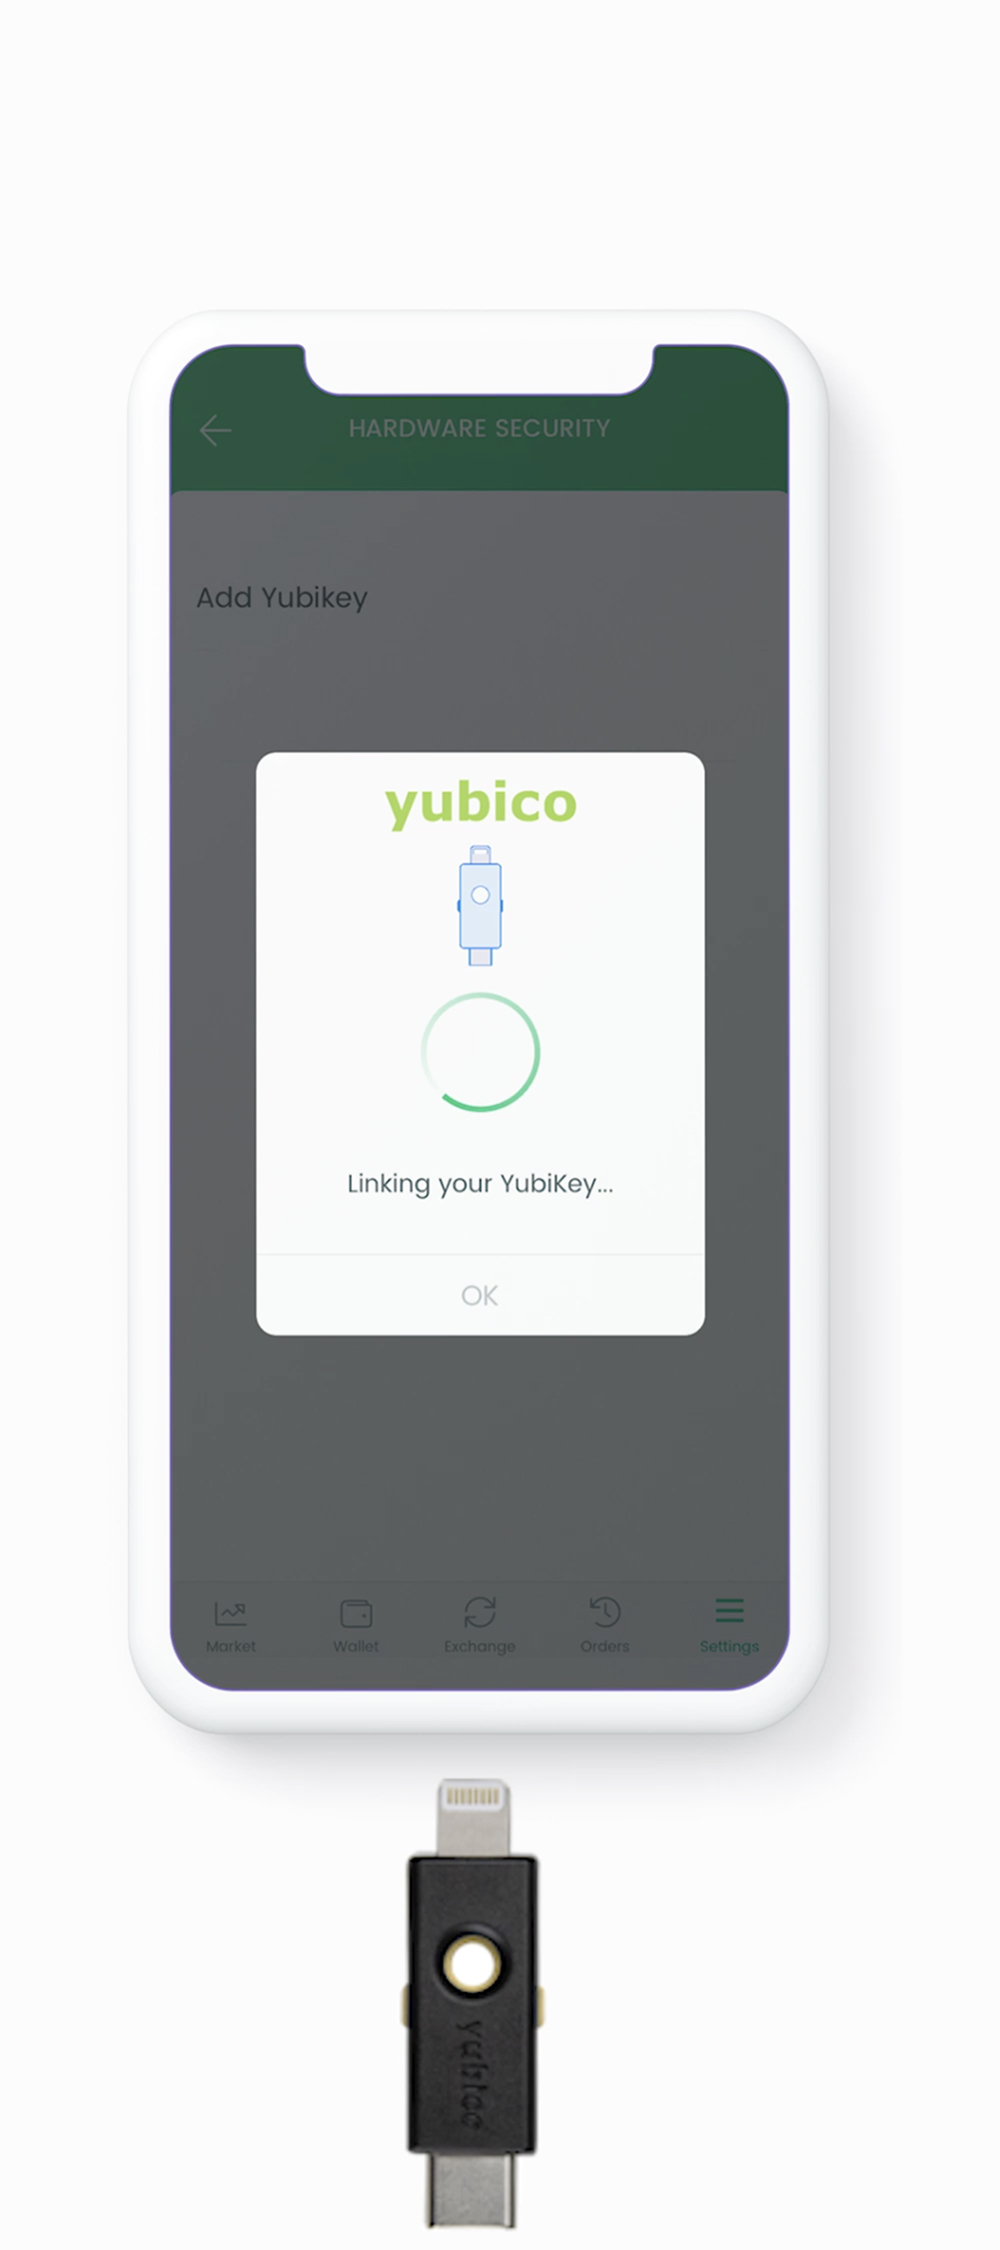 HARDWARE SECURITY
Add Yubikey
yubico
Linking your YubiKey...
OK
Market
Wallet
Exchange
Orders
Settings
yubico